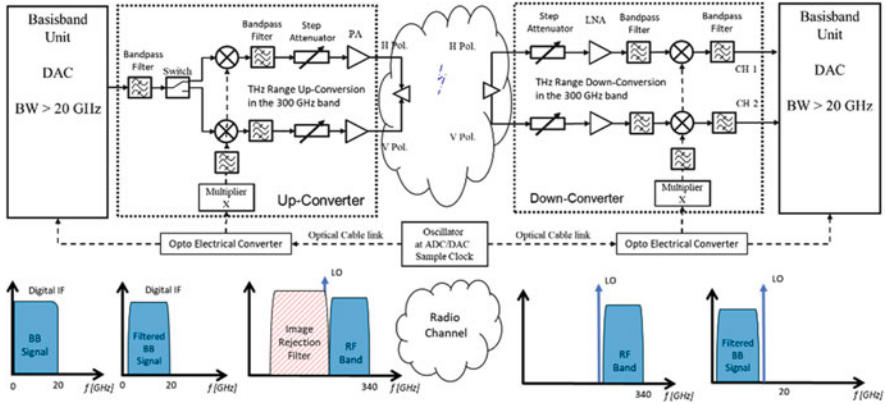 Basisband
Unit
DAC
BW > 20 GHz
Bandpass
Filter
Switch
Bandpass
Filter
Step
Attenuator
PA
H Pol.
THz Range Up-Conversion
in the 300 GHz band
V Pol.
Multiplier
X
Up-Converter
H Pol.
V Pol.
Step
Attenuator
LNA
Bandpass
Filter
Bandpass
Filter
CH 1
THz Range Down-Conversion
in the 300 GHz band
CH 2
Multiplier
X
Down-Converter
Basisband
Unit
DAC
BW > 20 GHz
Opto Electrical Converter
Optical Cable link
Oscillator
at ADC/DAC
Sample Clock
Optical Cable link
Opto Electrical Converter
Digital IF
BB
Signal
0
20
f [GHz]
Digital IF
Filtered
BB
Signal
0
20
f [GHz]
LO
Image
Rejection
Filter
RF
Band
340
f [GHz]
Radio
Channel
LO
RF
Band
340
f [GHz]
LO
Filtered
BB
Signal
20
f [GHz]